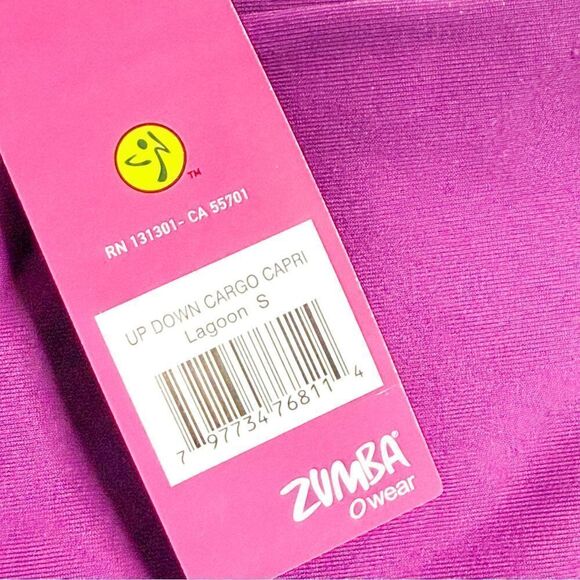 TM
RN 131301- CA 55701
UP DOWN CARGO CAPRI
Lagoon S
7 97734 76811 4
ZUMBA®
wear